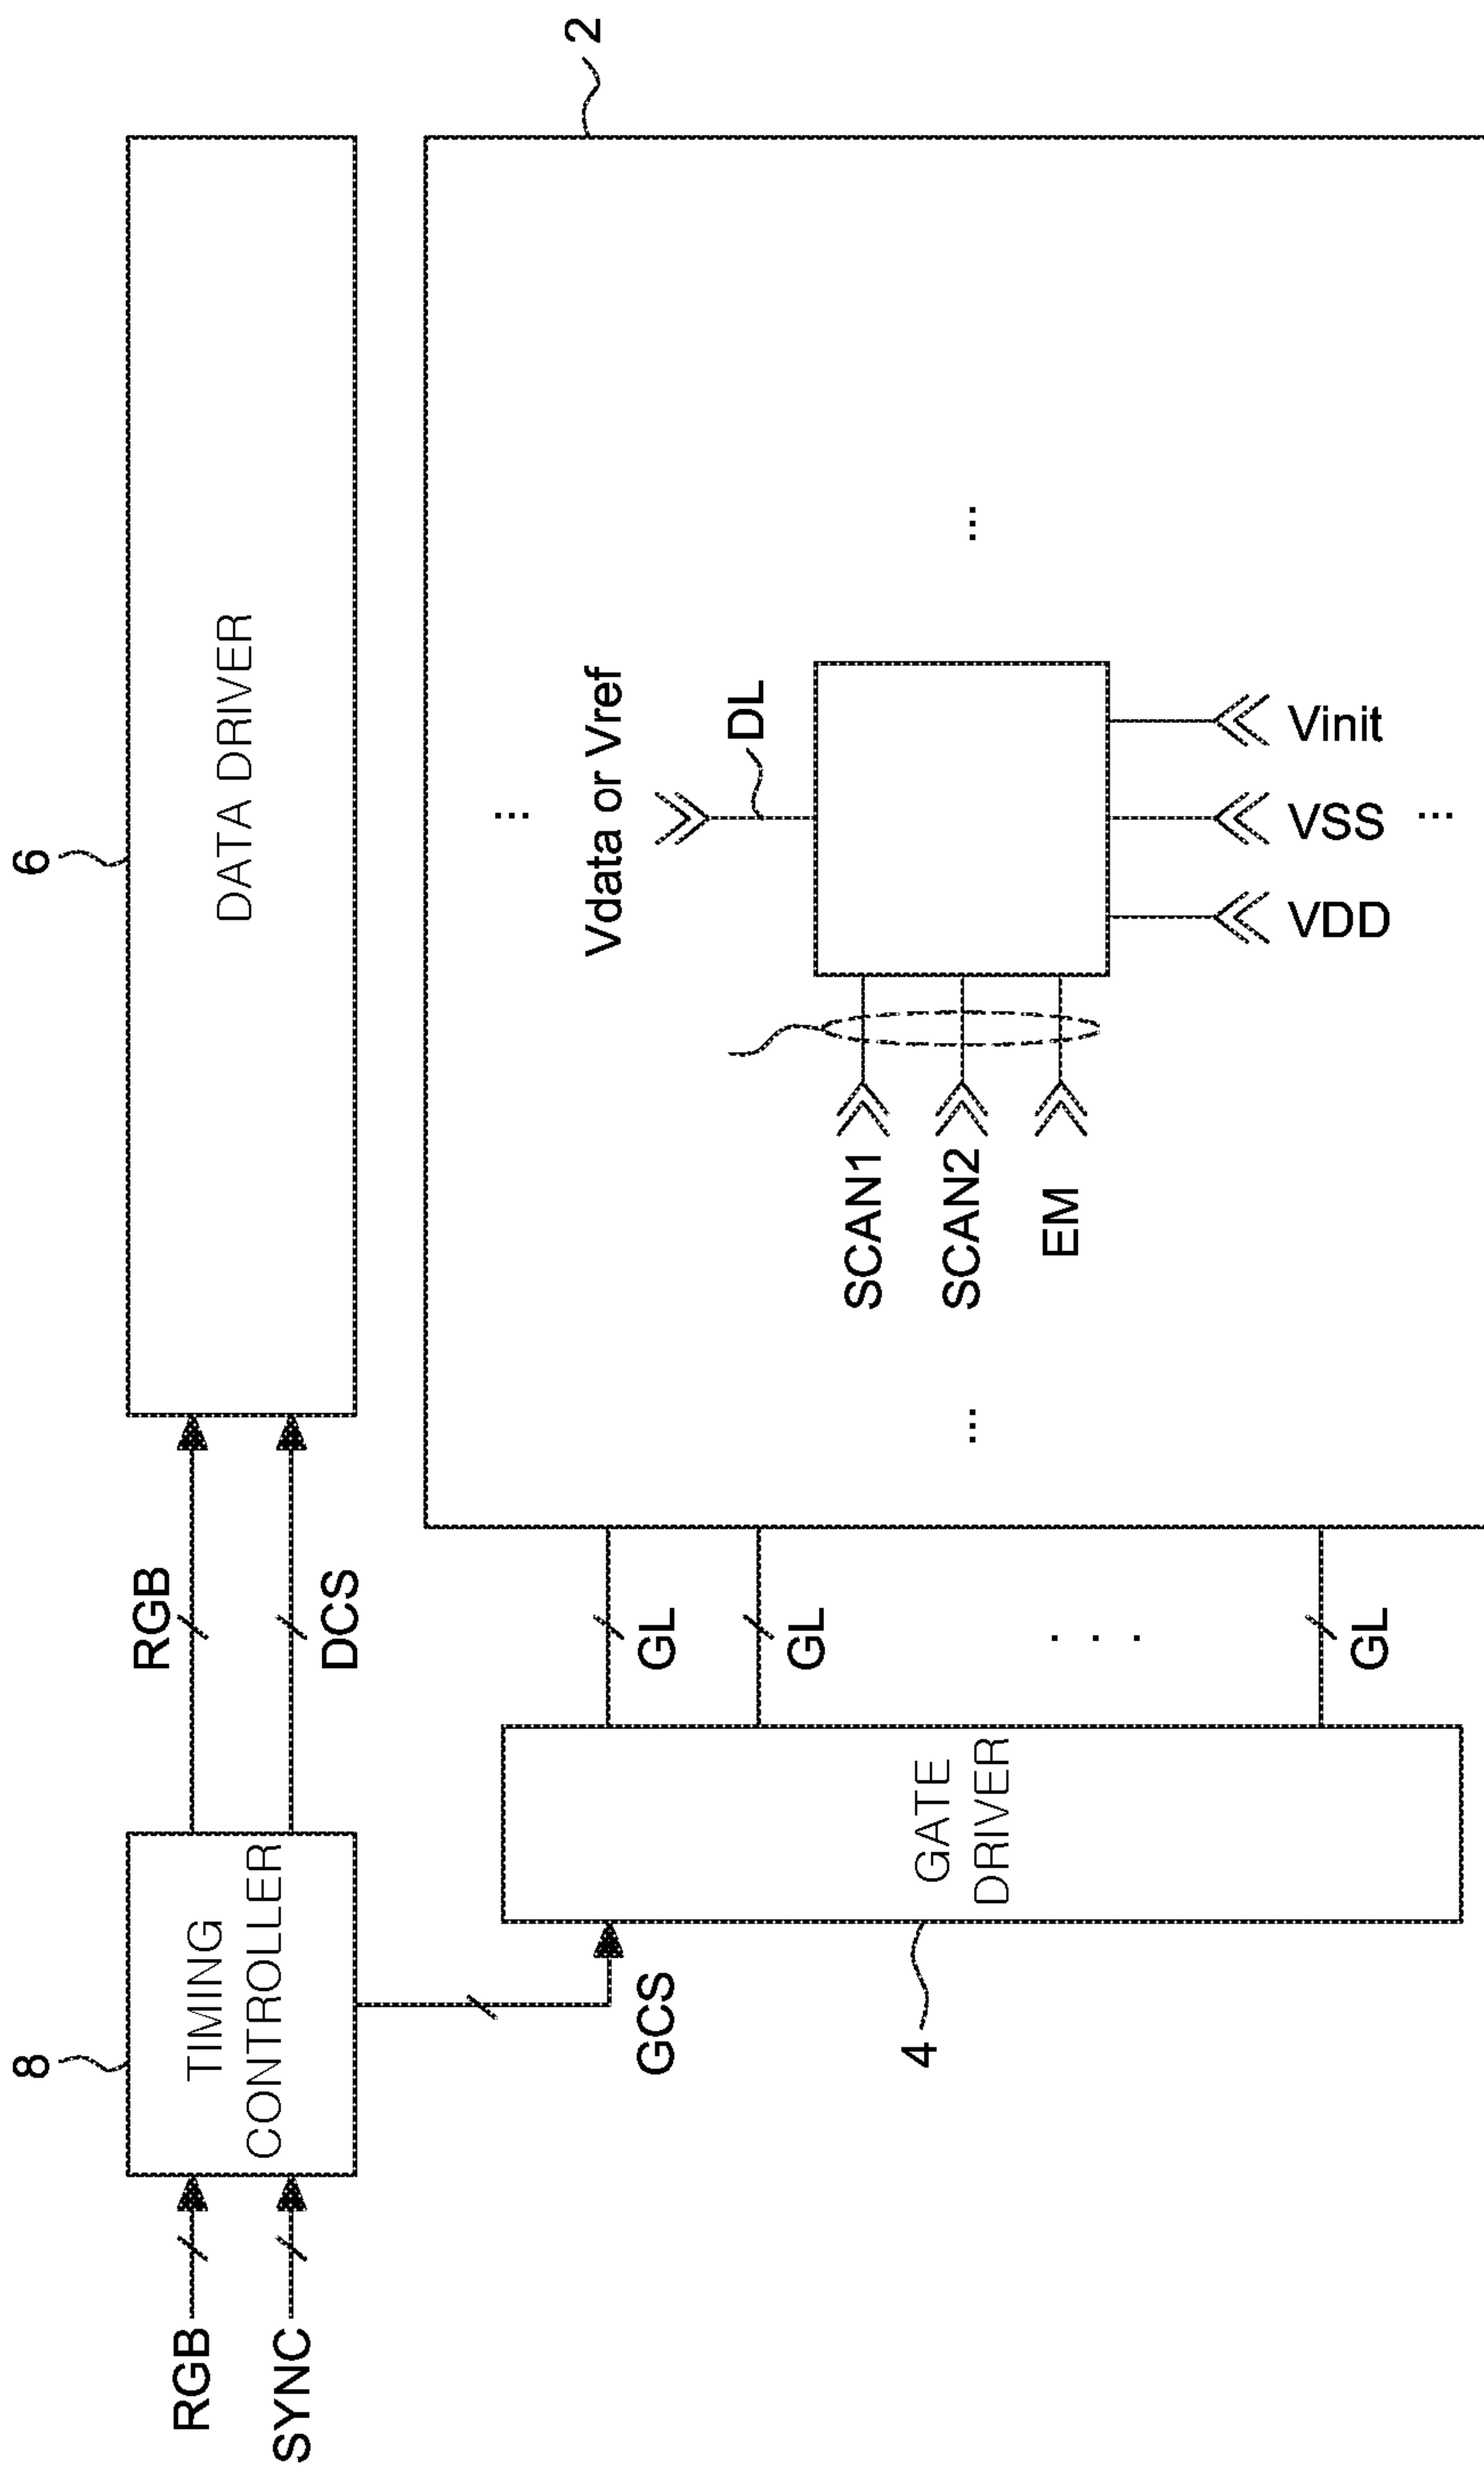 8
6
TIMING
CONTROLLER
DATA DRIVER
RGB
SYNC
RGB
DCS
2
GCS
4
GATE
DRIVER
GL
GL
. . .
GL
...
Vdata or Vref
DL
SCAN1
SCAN2
EM
...
...
VDD
VSS
Vinit
...